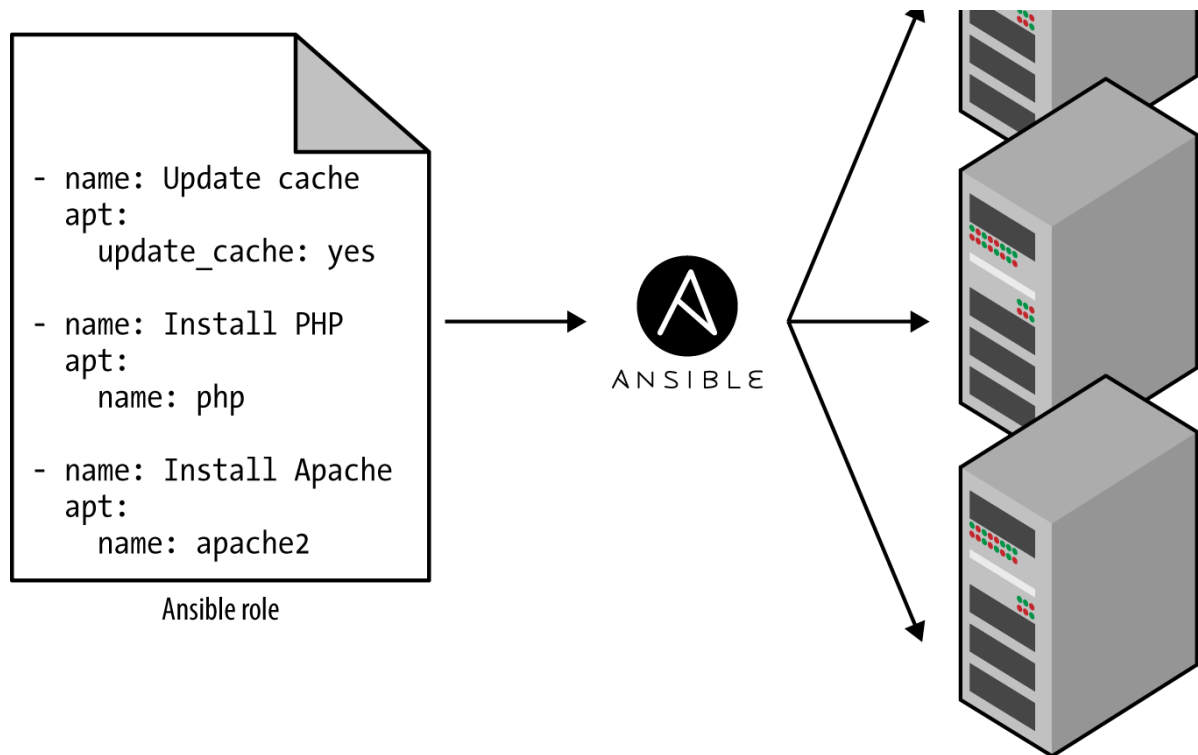 - name: Update cache
  apt:
    update_cache: yes
- name: Install PHP
  apt:
    name: php
- name: Install Apache
  apt:
    name: apache2
Ansible role
ANSIBLE